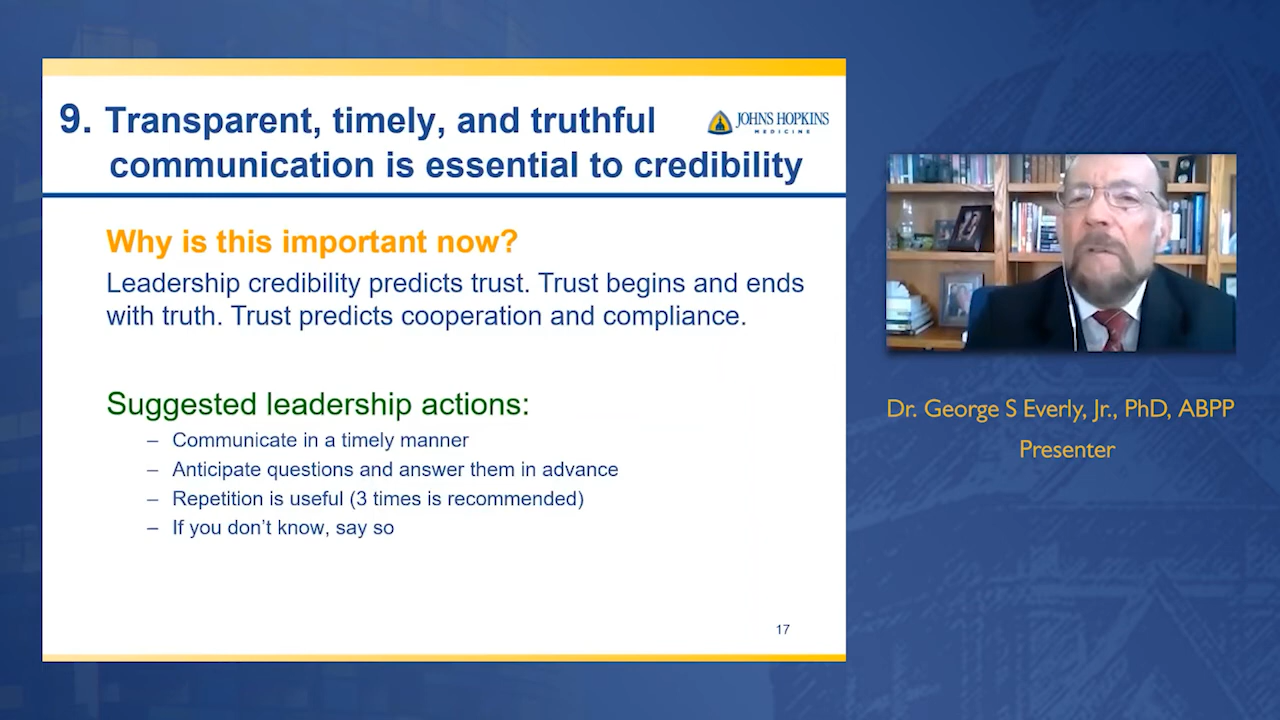 9. Transparent, timely, and truthful
communication is essential to credibility
JOHNS HOPKINS
MEDICINE
Why is this important now?
Leadership credibility predicts trust. Trust begins and ends
with truth. Trust predicts cooperation and compliance.
Suggested leadership actions:
– Communicate in a timely manner
– Anticipate questions and answer them in advance
– Repetition is useful (3 times is recommended)
– If you don’t know, say so
17
Dr. George S Everly, Jr., PhD, ABPP
Presenter